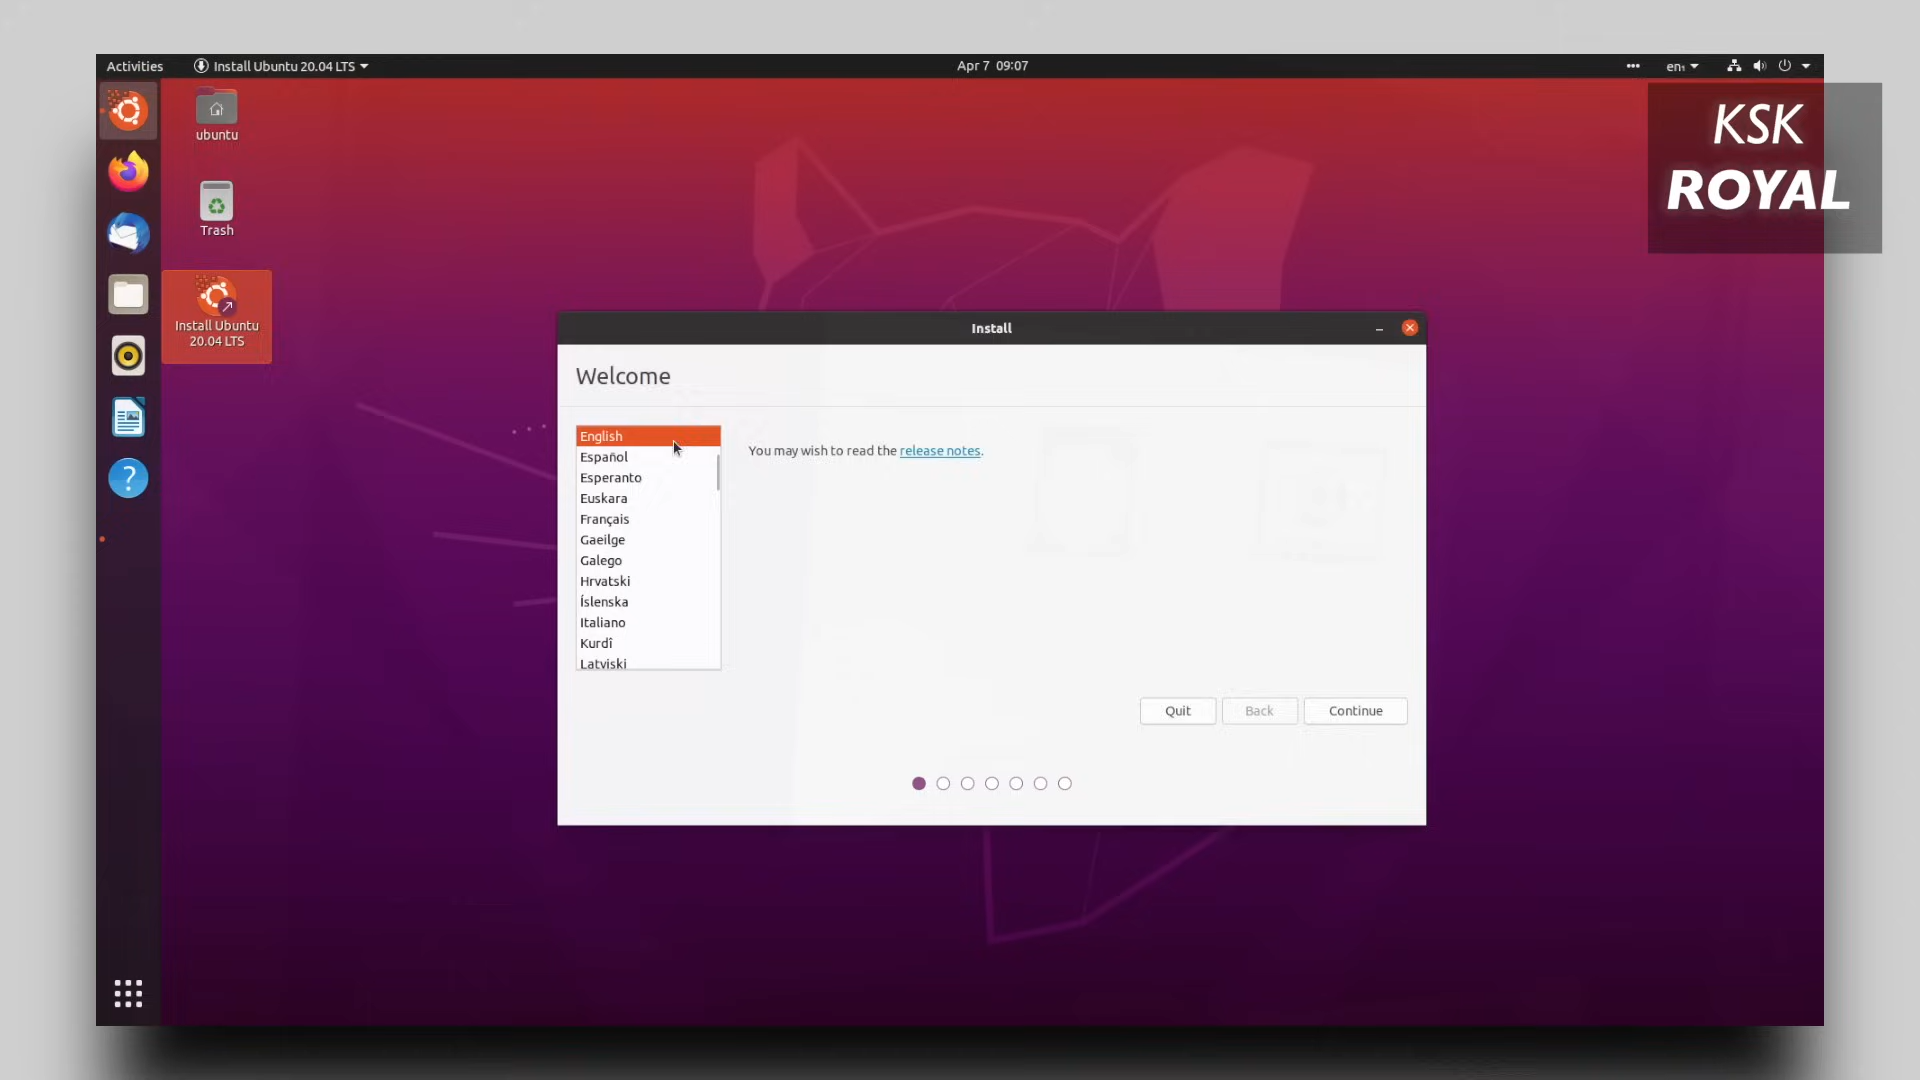 Activities
Install Ubuntu 20.04 LTS
Apr 7 09:07
en₁
KSK
ROYAL
ubuntu
Trash
Install Ubuntu
20.04 LTS
Install
Welcome
English
Español
Esperanto
Euskara
Français
Gaeilge
Galego
Hrvatski
Íslenska
Italiano
Kurdî
Latviski
You may wish to read the release notes.
Quit
Back
Continue